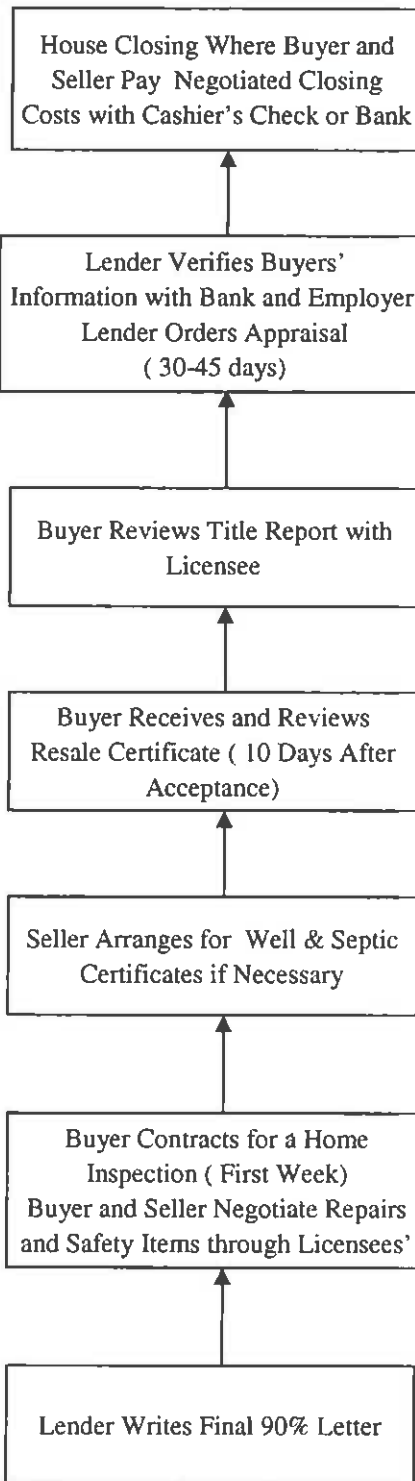 House Closing Where Buyer and
Seller Pay Negotiated Closing
Costs with Cashier's Check or Bank
Lender Verifies Buyers'
Information with Bank and Employer
Lender Orders Appraisal
( 30-45 days)
Buyer Reviews Title Report with
Licensee
Buyer Receives and Reviews
Resale Certificate ( 10 Days After
Acceptance)
Seller Arranges for Well & Septic
Certificates if Necessary
Buyer Contracts for a Home
Inspection ( First Week)
Buyer and Seller Negotiate Repairs
and Safety Items through Licensees'
Lender Writes Final 90% Letter